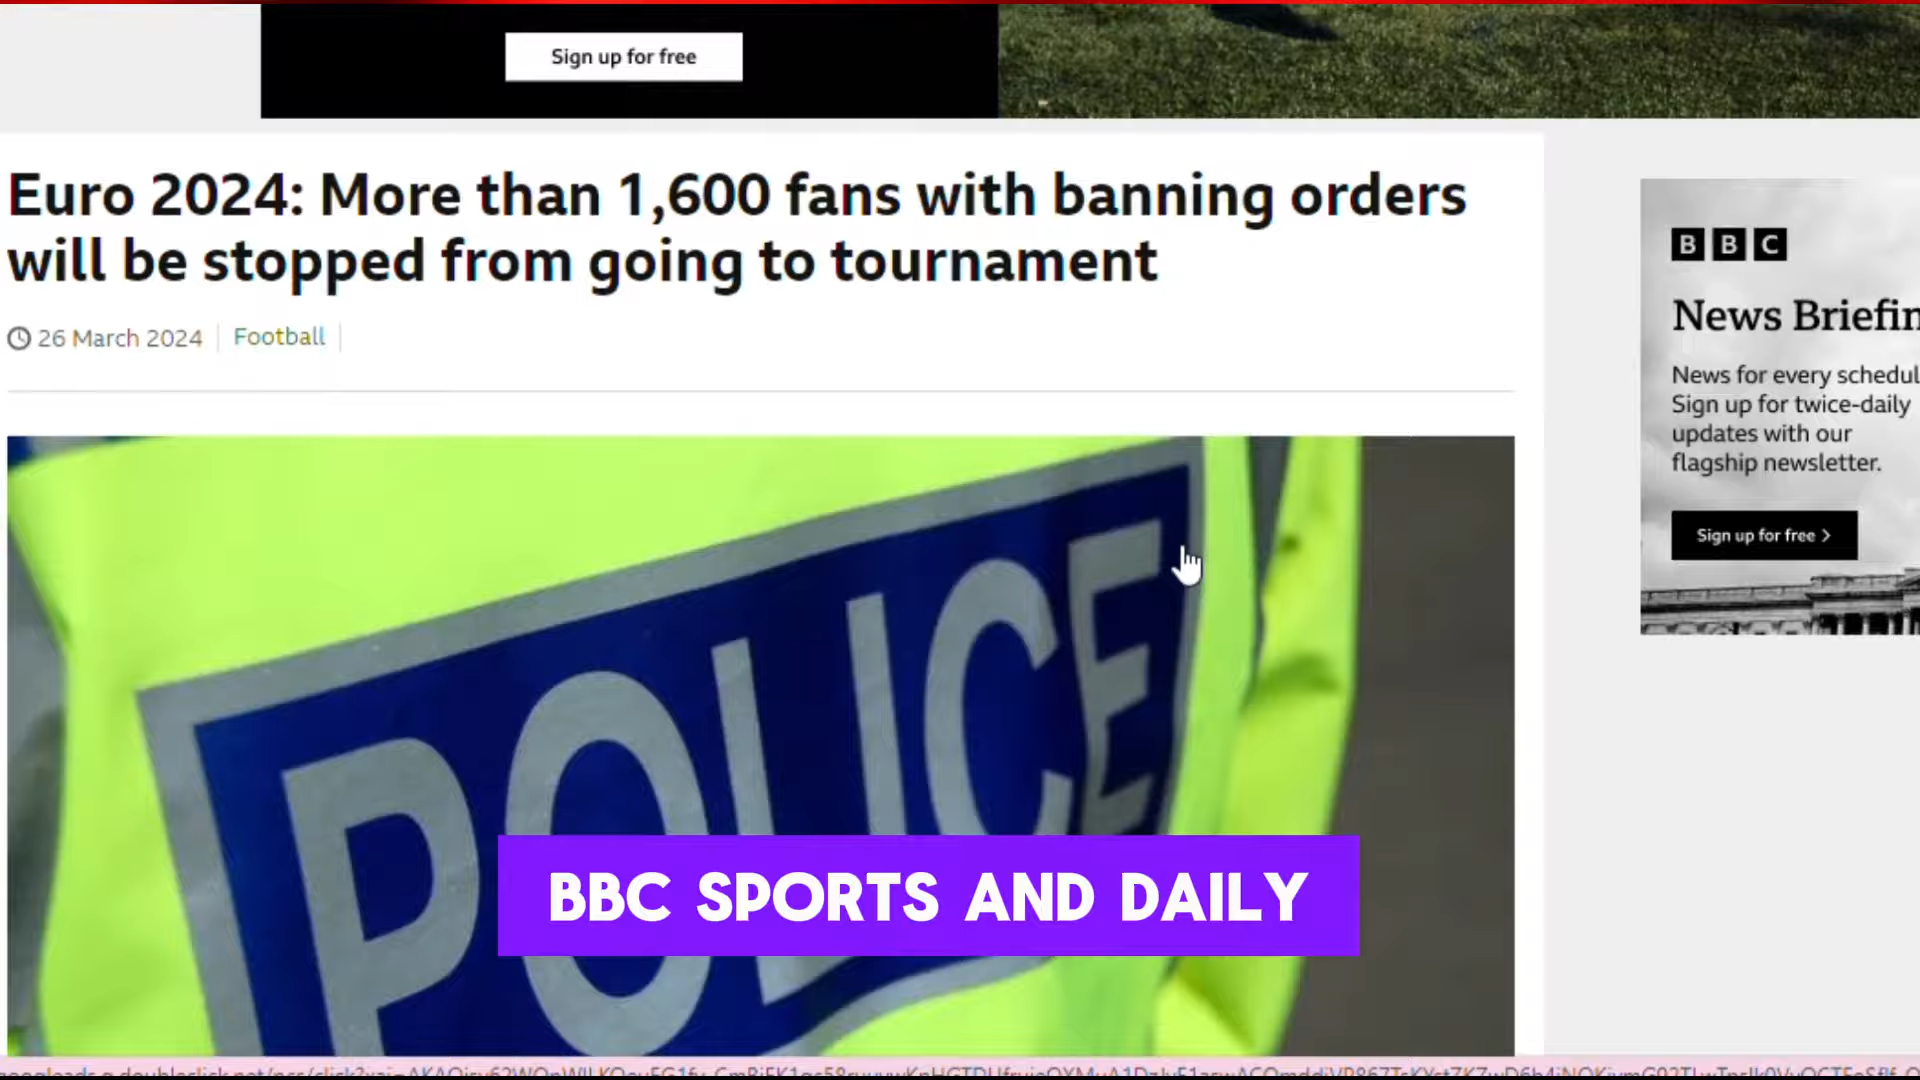 Sign up for free
Euro 2024: More than 1,600 fans with banning orders
will be stopped from going to tournament
26 March 2024
Football
BBC
News Briefin
News for every schedul
Sign up for twice-daily
updates with our
flagship newsletter.
Sign up for free >
POLICE
BBC SPORTS AND DAILY